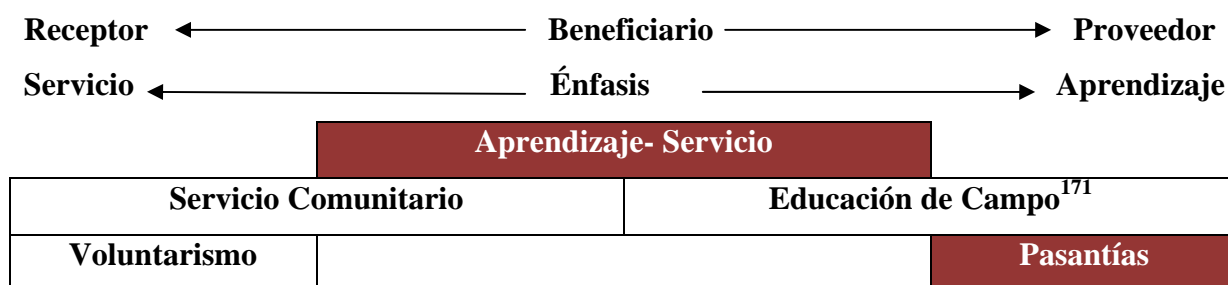 Receptor Beneficiario Proveedor
Servicio Énfasis Aprendizaje
Aprendizaje- Servicio
Servicio Comunitario Educación de Campo171
Voluntarismo Pasantías